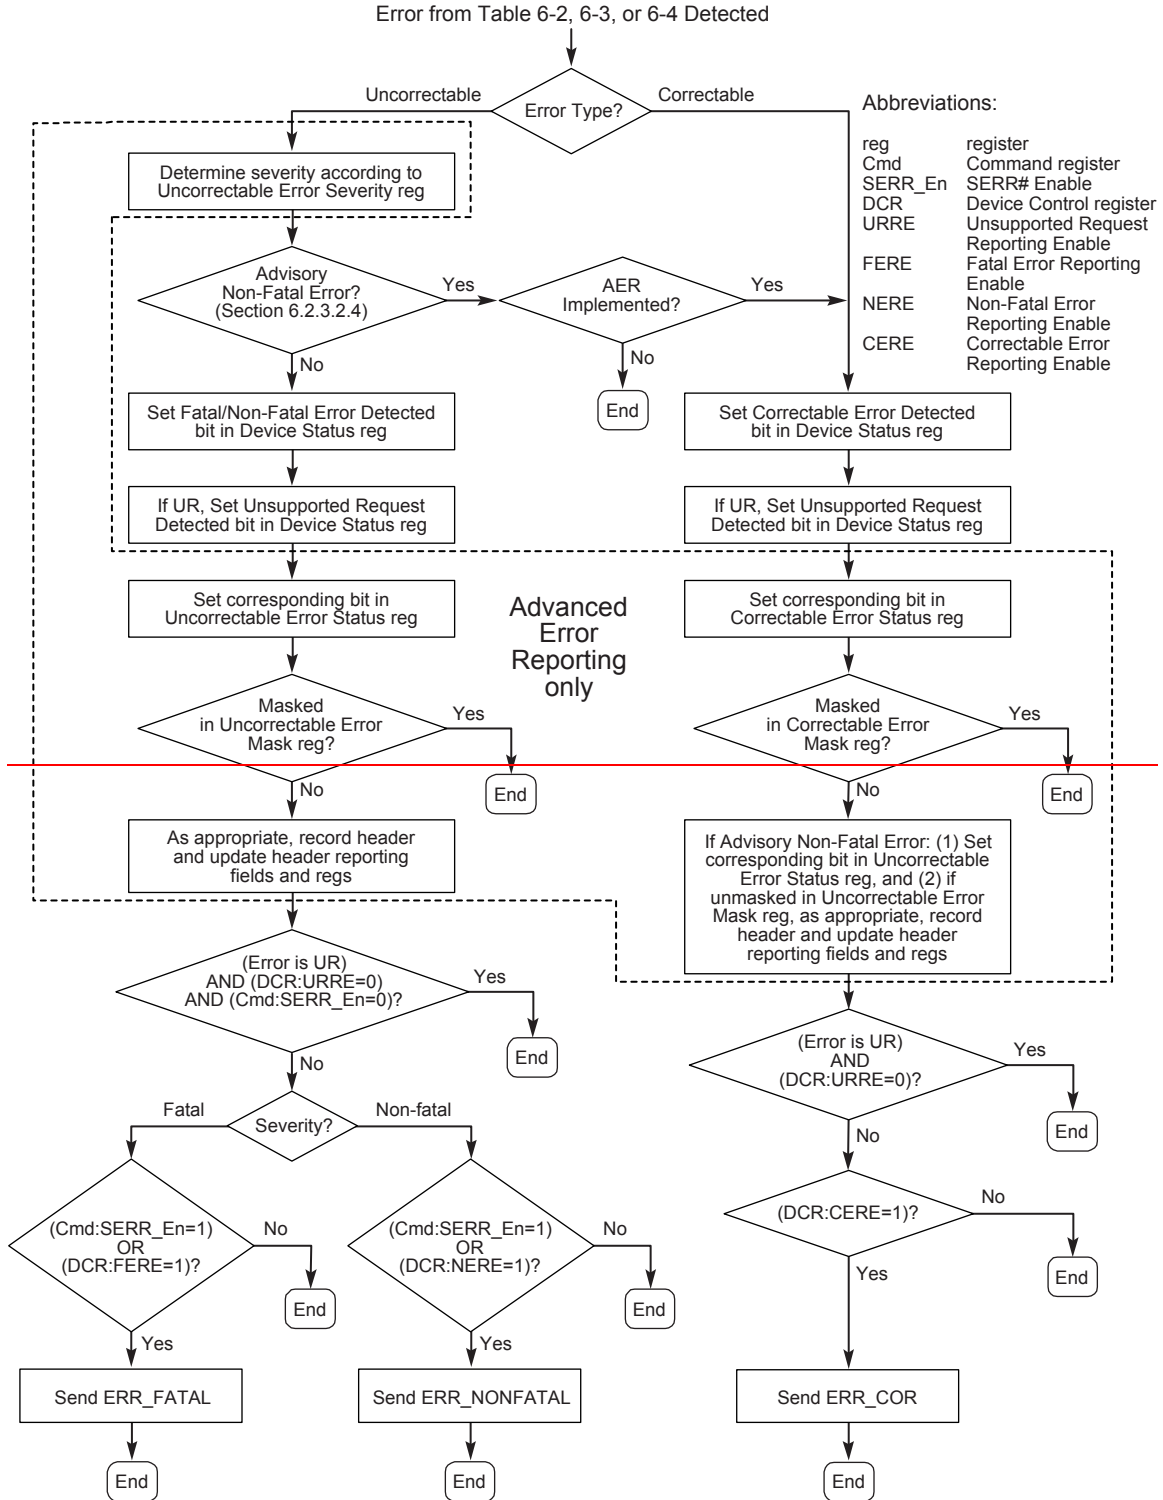 Error from Table 6-2, 6-3, or 6-4 Detected
Uncorrectable
Error Type?
Correctable
Abbreviations:
reg register
Cmd Command register
SERR_En SERR# Enable
DCR Device Control register
URRE Unsupported Request
Reporting Enable
FERE Fatal Error Reporting
Enable
NERE Non-Fatal Error
Reporting Enable
CERE Correctable Error
Reporting Enable
Determine severity according to
Uncorrectable Error Severity reg
Advisory
Non-Fatal Error?
(Section 6.2.3.2.4)
Yes
AER
Implemented?
Yes
No
No
End
Set Fatal/Non-Fatal Error Detected
bit in Device Status reg
Set Correctable Error Detected
bit in Device Status reg
If UR, Set Unsupported Request
Detected bit in Device Status reg
If UR, Set Unsupported Request
Detected bit in Device Status reg
Set corresponding bit in
Uncorrectable Error Status reg
Advanced
Error
Reporting
only
Set corresponding bit in
Correctable Error Status reg
Masked
in Uncorrectable Error
Mask reg?
Yes
Masked
in Correctable Error
Mask reg?
Yes
No
End
No
End
As appropriate, record header
and update header reporting
fields and regs
If Advisory Non-Fatal Error: (1) Set
corresponding bit in Uncorrectable
Error Status reg, and (2) if
unmasked in Uncorrectable Error
Mask reg, as appropriate, record
header and update header
reporting fields and regs
(Error is UR)
AND (DCR:URRE=0)
AND (Cmd:SERR_En=0)?
Yes
End
No
(Error is UR)
AND
(DCR:URRE=0)?
Yes
End
No
Fatal
Severity?
Non-fatal
(Cmd:SERR_En=1)
OR
(DCR:FERE=1)?
No
End
Yes
(Cmd:SERR_En=1)
OR
(DCR:NERE=1)?
No
End
Yes
(DCR:CERE=1)?
No
End
Yes
Send ERR_FATAL
Send ERR_NONFATAL
Send ERR_COR
End
End
End